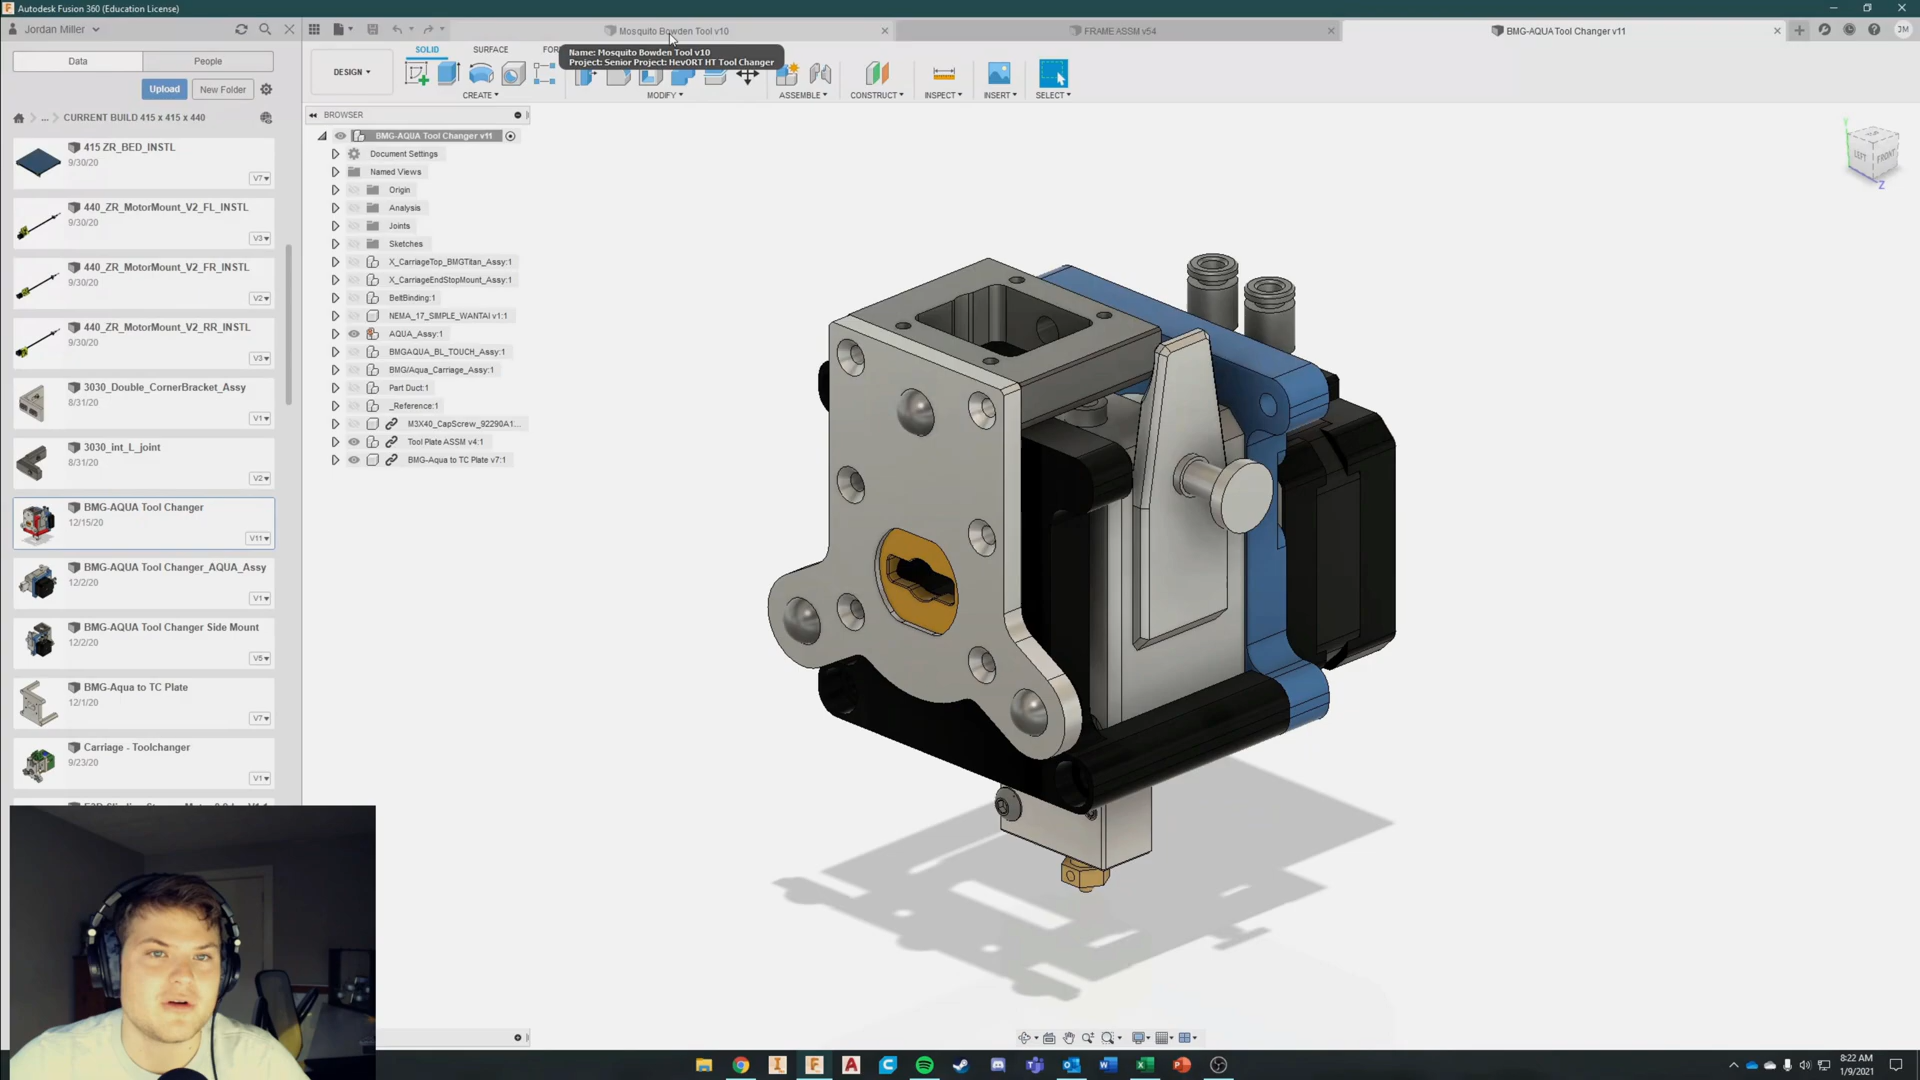 Autodesk Fusion 360 (Education License)
Jordan Miller
Mosquito Bowden Tool v10
FRAME ASSM v54
BMG-AQUA Tool Changer v11
JM
Data
People
SOLID
SURFACE
Name: Mosquito Bowden Tool v10
Project: Senior Project: HevORT HT Tool Changer
DESIGN
CREATE
MODIFY
ASSEMBLE
CONSTRUCT
INSPECT
INSERT
SELECT
Upload
New Folder
... CURRENT BUILD 415 x 415 x 440
415 ZR_BED_INSTL
9/30/20
V7
440_ZR_MotorMount_V2_FL_INSTL
9/30/20
V3
440_ZR_MotorMount_V2_FR_INSTL
9/30/20
V2
440_ZR_MotorMount_V2_RR_INSTL
9/30/20
V3
3030_Double_CornerBracket_Assy
8/31/20
V1
3030_int_L_joint
8/31/20
V2
BMG-AQUA Tool Changer
12/15/20
V11
BMG-AQUA Tool Changer_AQUA_Assy
12/2/20
V1
BMG-AQUA Tool Changer Side Mount
12/2/20
V5
BMG-Aqua to TC Plate
12/1/20
V7
Carriage - Toolchanger
9/23/20
V1
BROWSER
BMG-AQUA Tool Changer v11
Document Settings
Named Views
Origin
Analysis
Joints
Sketches
X_CarriageTop_BMGTitan_Assy:1
X_CarriageEndStopMount_Assy:1
BeltBinding:1
NEMA_17_SIMPLE_WANTAI v1:1
AQUA_Assy:1
BMGAQUA_BL_TOUCH_Assy:1
BMG/Aqua_Carriage_Assy:1
Part Duct:1
_Reference:1
M3X40_CapScrew_92290A1...
Tool Plate ASSM v4:1
BMG-Aqua to TC Plate v7:1
Y
LEFT
FRONT
Z
8:22 AM
1/9/2021